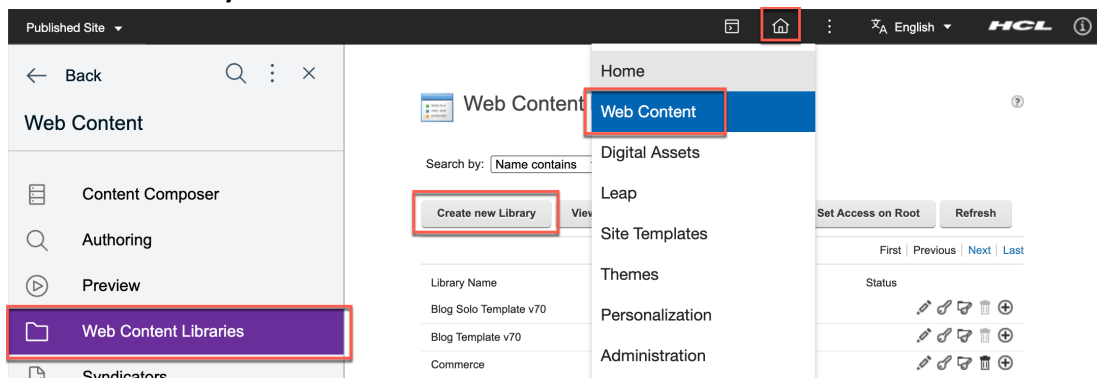 Published Site
English
HCL
Back
Web Content
Content Composer
Authoring
Preview
Web Content Libraries
Syndicators
Home
Web Content
Digital Assets
Leap
Site Templates
Themes
Personalization
Administration
Web Content
Search by: Name contains
Create new Library
Set Access on Root Refresh
First Previous Next Last
Library Name Status
Blog Solo Template v70
Blog Template v70
Commerce